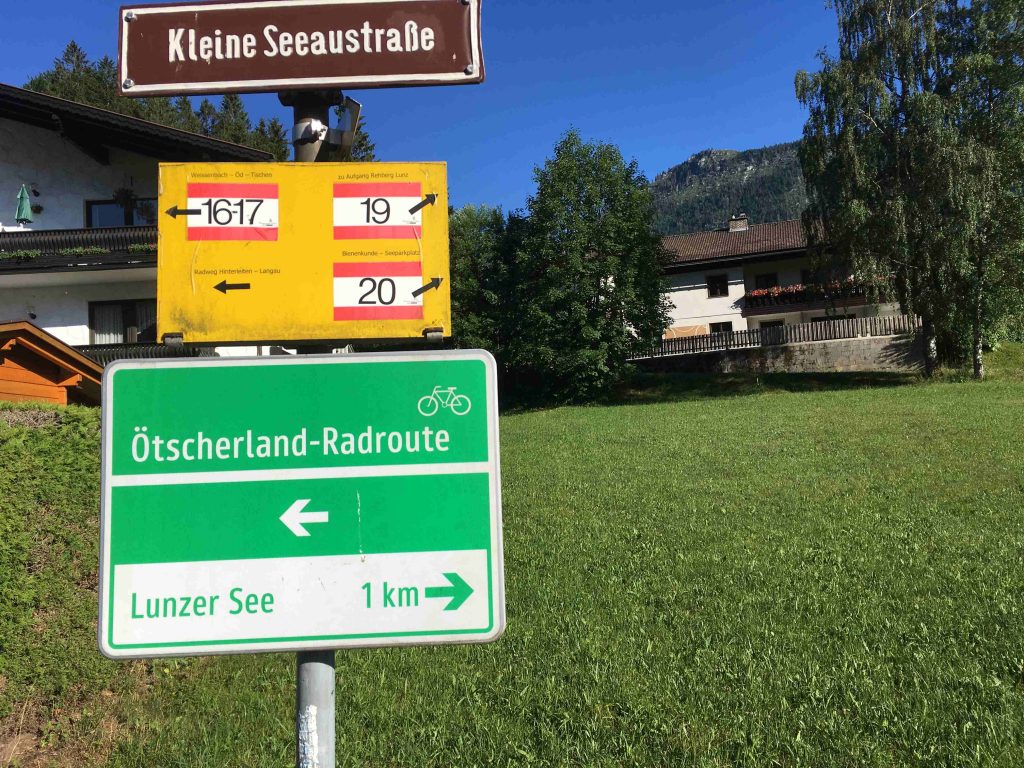 Kleine Seeaustraße
Weissenbach - Öd - Tischen
16-17
zu Aufgang Rehberg Lunz
19
Bienenkunde - Seeparkplatz
20
Radweg Hinterleiten - Langau
Ötscherland-Radroute
Lunzer See 1 km